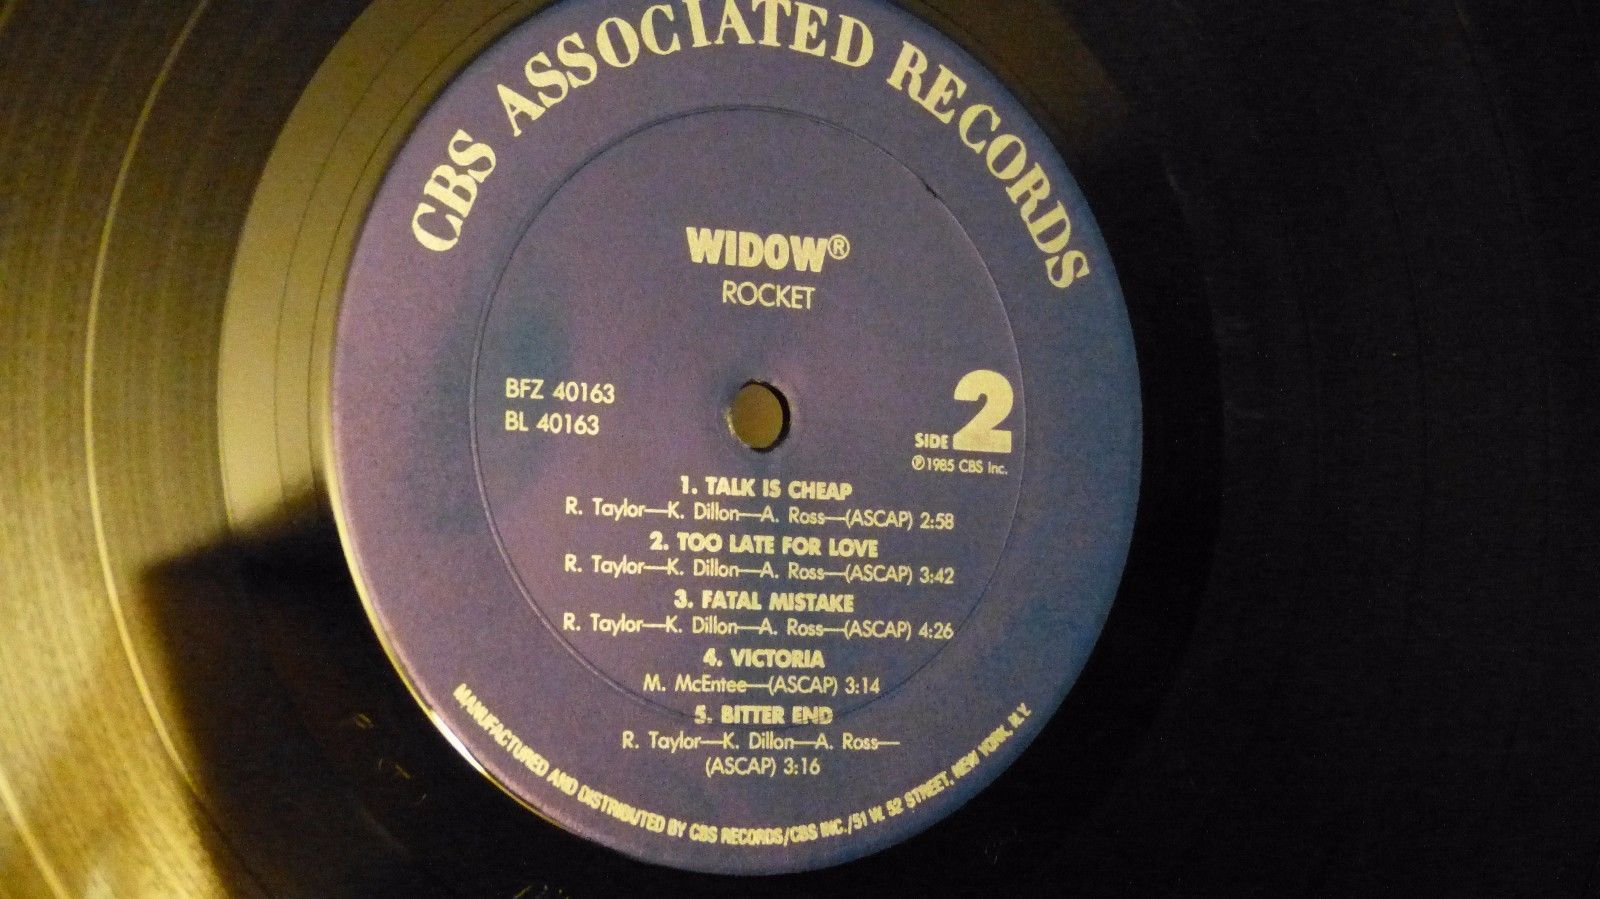 CBS ASSOCIATED RECORDS
WIDOW®
ROCKET
BFZ 40163
BL 40163
SIDE 2
℗1985 CBS Inc.
1. TALK IS CHEAP
R. Taylor—K. Dillon—A. Ross—(ASCAP) 2:58
2. TOO LATE FOR LOVE
R. Taylor—K. Dillon—A. Ross—(ASCAP) 3:42
3. FATAL MISTAKE
R. Taylor—K. Dillon—A. Ross—(ASCAP) 4:26
4. VICTORIA
M. McEntee—(ASCAP) 3:14
5. BITTER END
R. Taylor—K. Dillon—A. Ross—
(ASCAP) 3:16
MANUFACTURED AND DISTRIBUTED BY CBS RECORDS/CBS INC./51 W. 52 STREET, NEW YORK, N.Y.